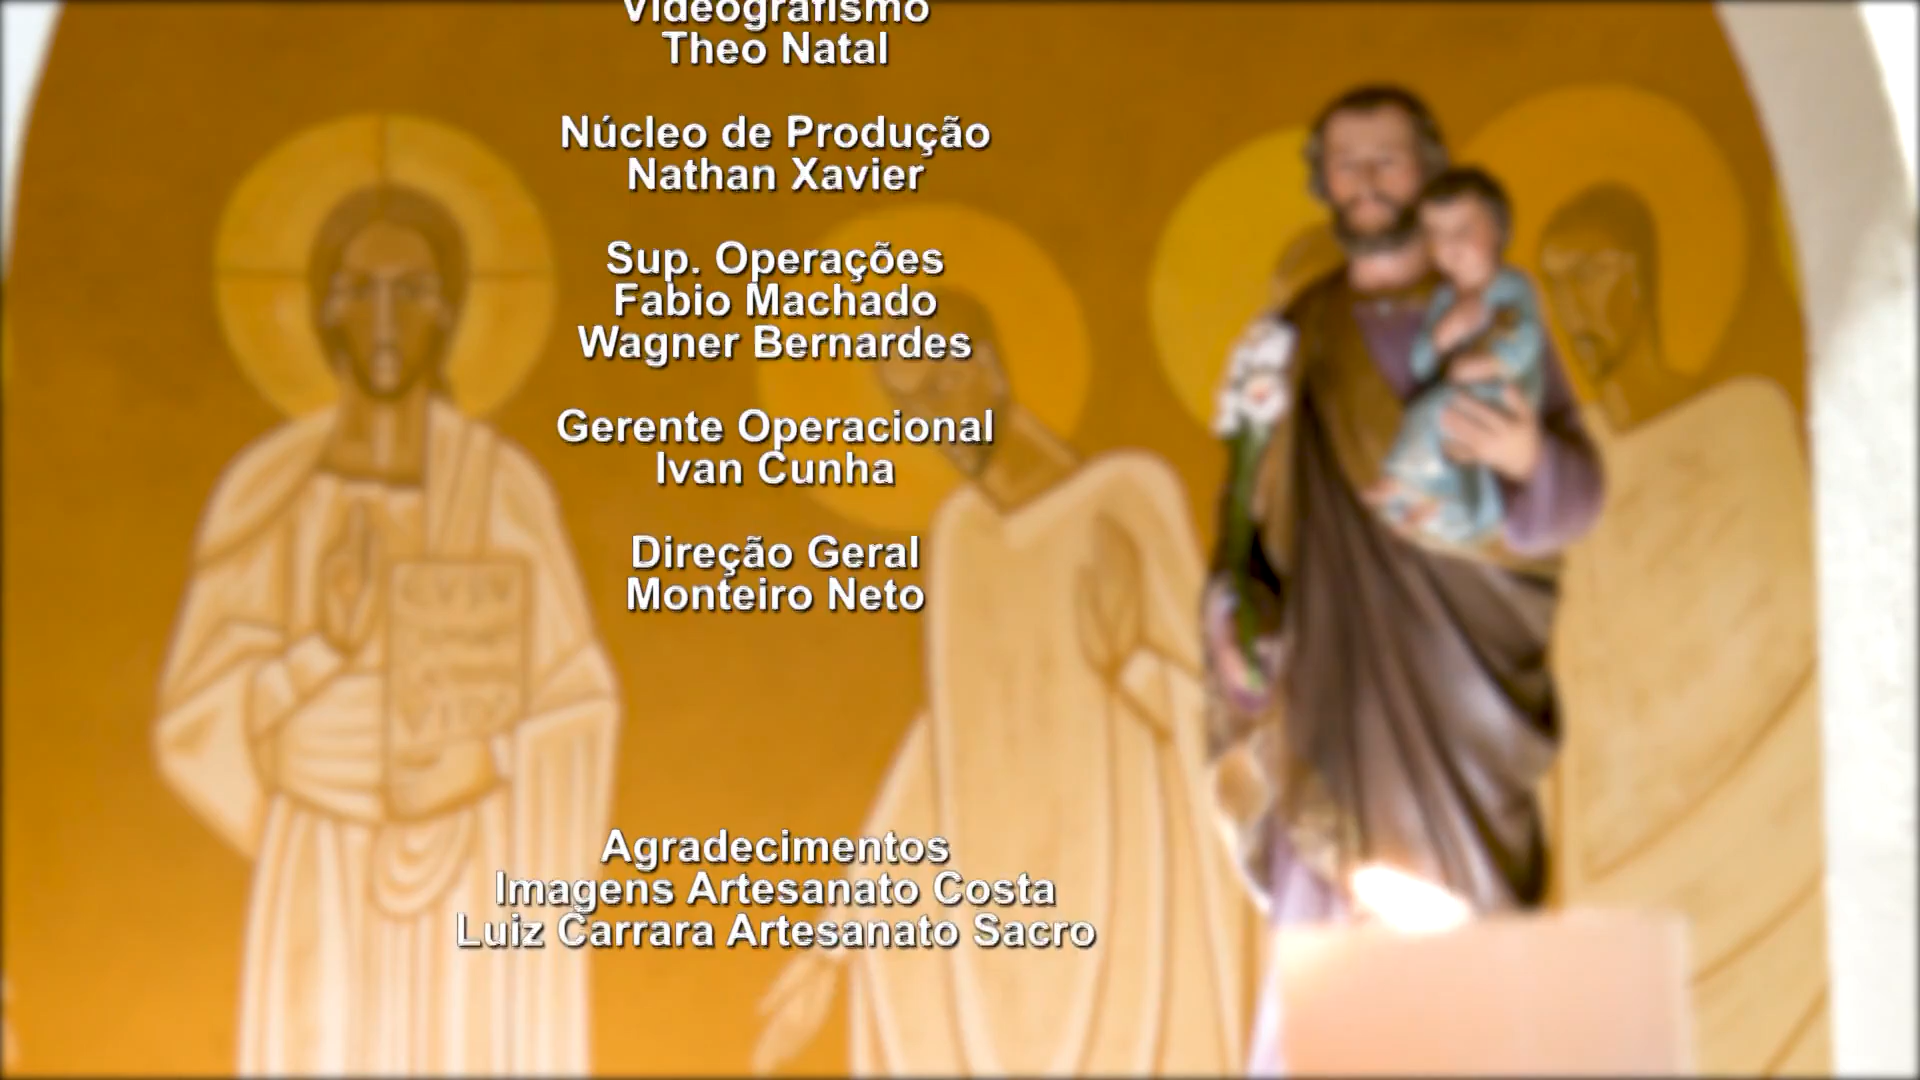 Videografismo
Theo Natal
Núcleo de Produção
Nathan Xavier
Sup. Operações
Fabio Machado
Wagner Bernardes
Gerente Operacional
Ivan Cunha
Direção Geral
Monteiro Neto
Agradecimentos
Imagens Artesanato Costa
Luiz Carrara Artesanato Sacro